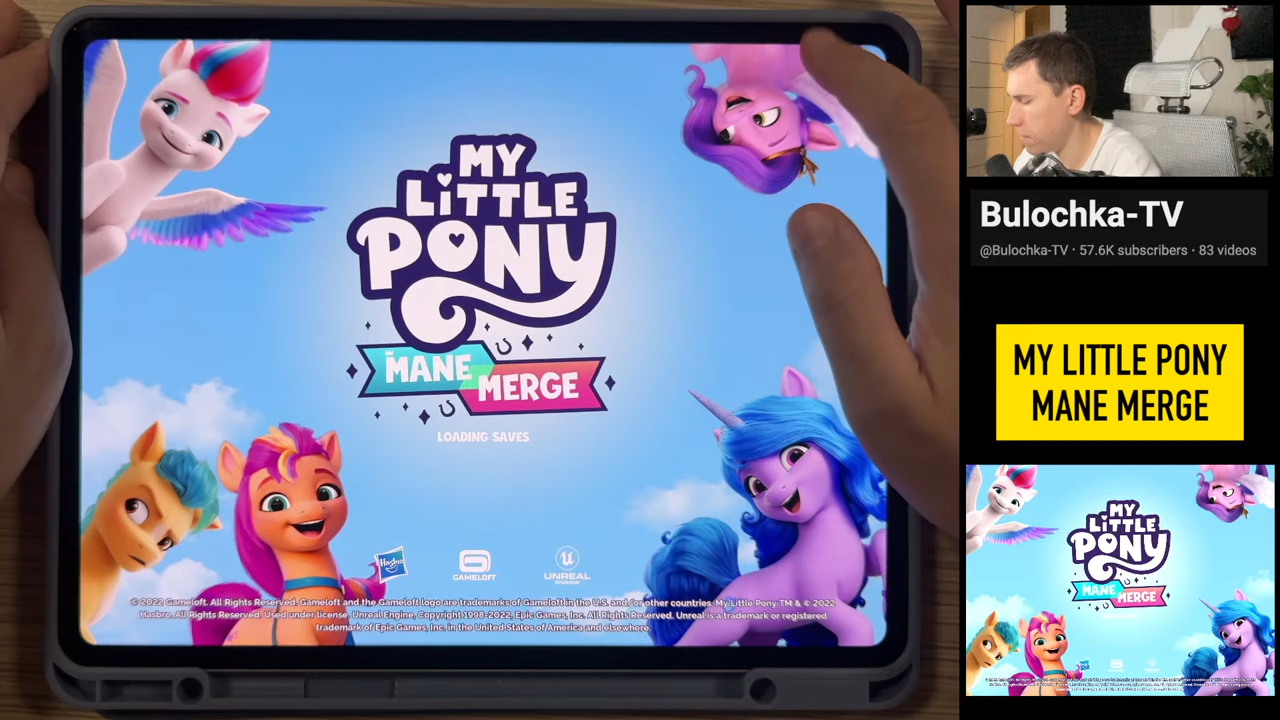 MY
LiTTLE
PONY
MANE
MERGE
LOADING SAVES
Hasbro
GAMELOFT
UNREAL
ENGINE
© 2022 Gameloft. All Rights Reserved. Gameloft and the Gameloft logo are trademarks of Gameloft in the U.S. and/or other countries. My Little Pony TM & © 2022
Hasbro. All Rights Reserved. Used under license. Unreal Engine, Copyright 1998-2022, Epic Games, Inc. All Rights Reserved. Unreal is a trademark or registered
trademark of Epic Games, Inc. in the United States of America and elsewhere.
Bulochka-TV
@Bulochka-TV · 57.6K subscribers · 83 videos
MY LITTLE PONY
MANE MERGE
MY
LiTTLE
PONY
MANE
MERGE